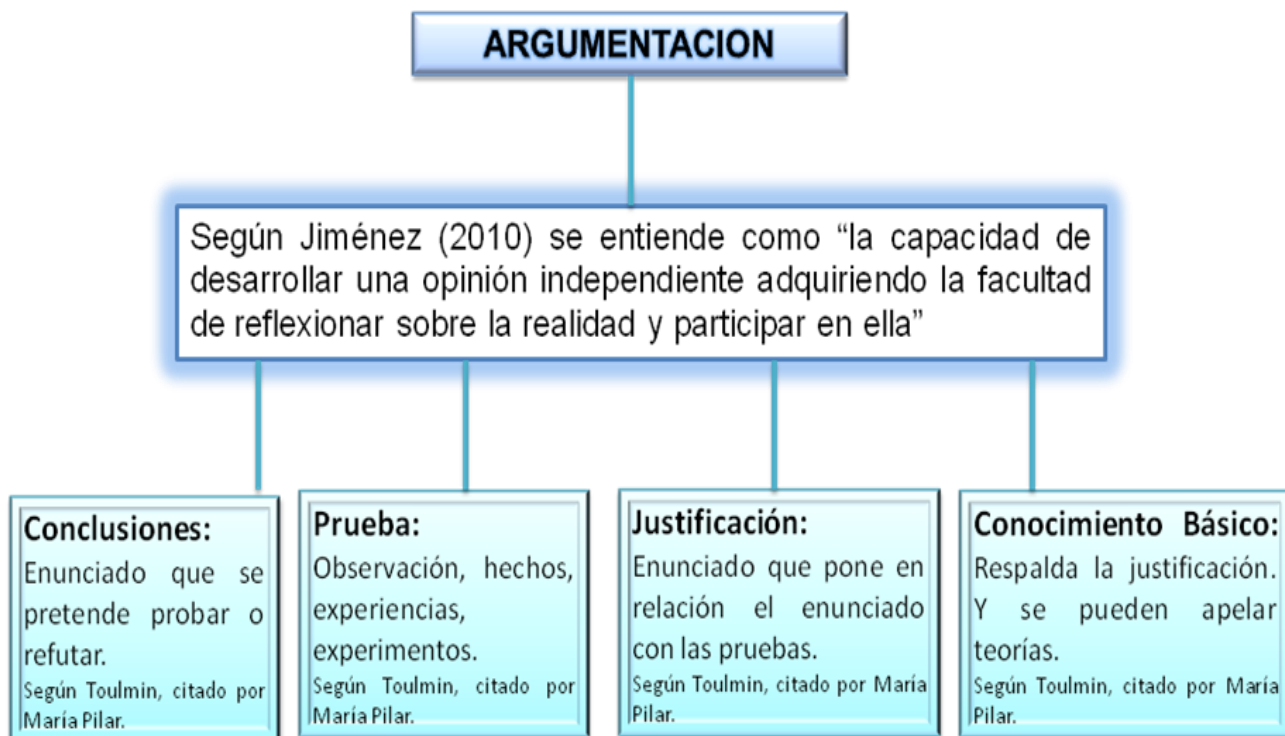 ARGUMENTACION
Según Jiménez (2010) se entiende como “la capacidad de
desarrollar una opinión independiente adquiriendo la facultad
de reflexionar sobre la realidad y participar en ella”
Conclusiones:
Enunciado que se
pretende probar o
refutar.
Según Toulmin, citado por
María Pilar.
Prueba:
Observación, hechos,
experiencias,
experimentos.
Según Toulmin, citado por
María Pilar.
Justificación:
Enunciado que pone en
relación el enunciado
con las pruebas.
Según Toulmin, citado por María
Pilar.
Conocimiento Básico:
Respalda la justificación.
Y se pueden apelar
teorías.
Según Toulmin, citado por María
Pilar.